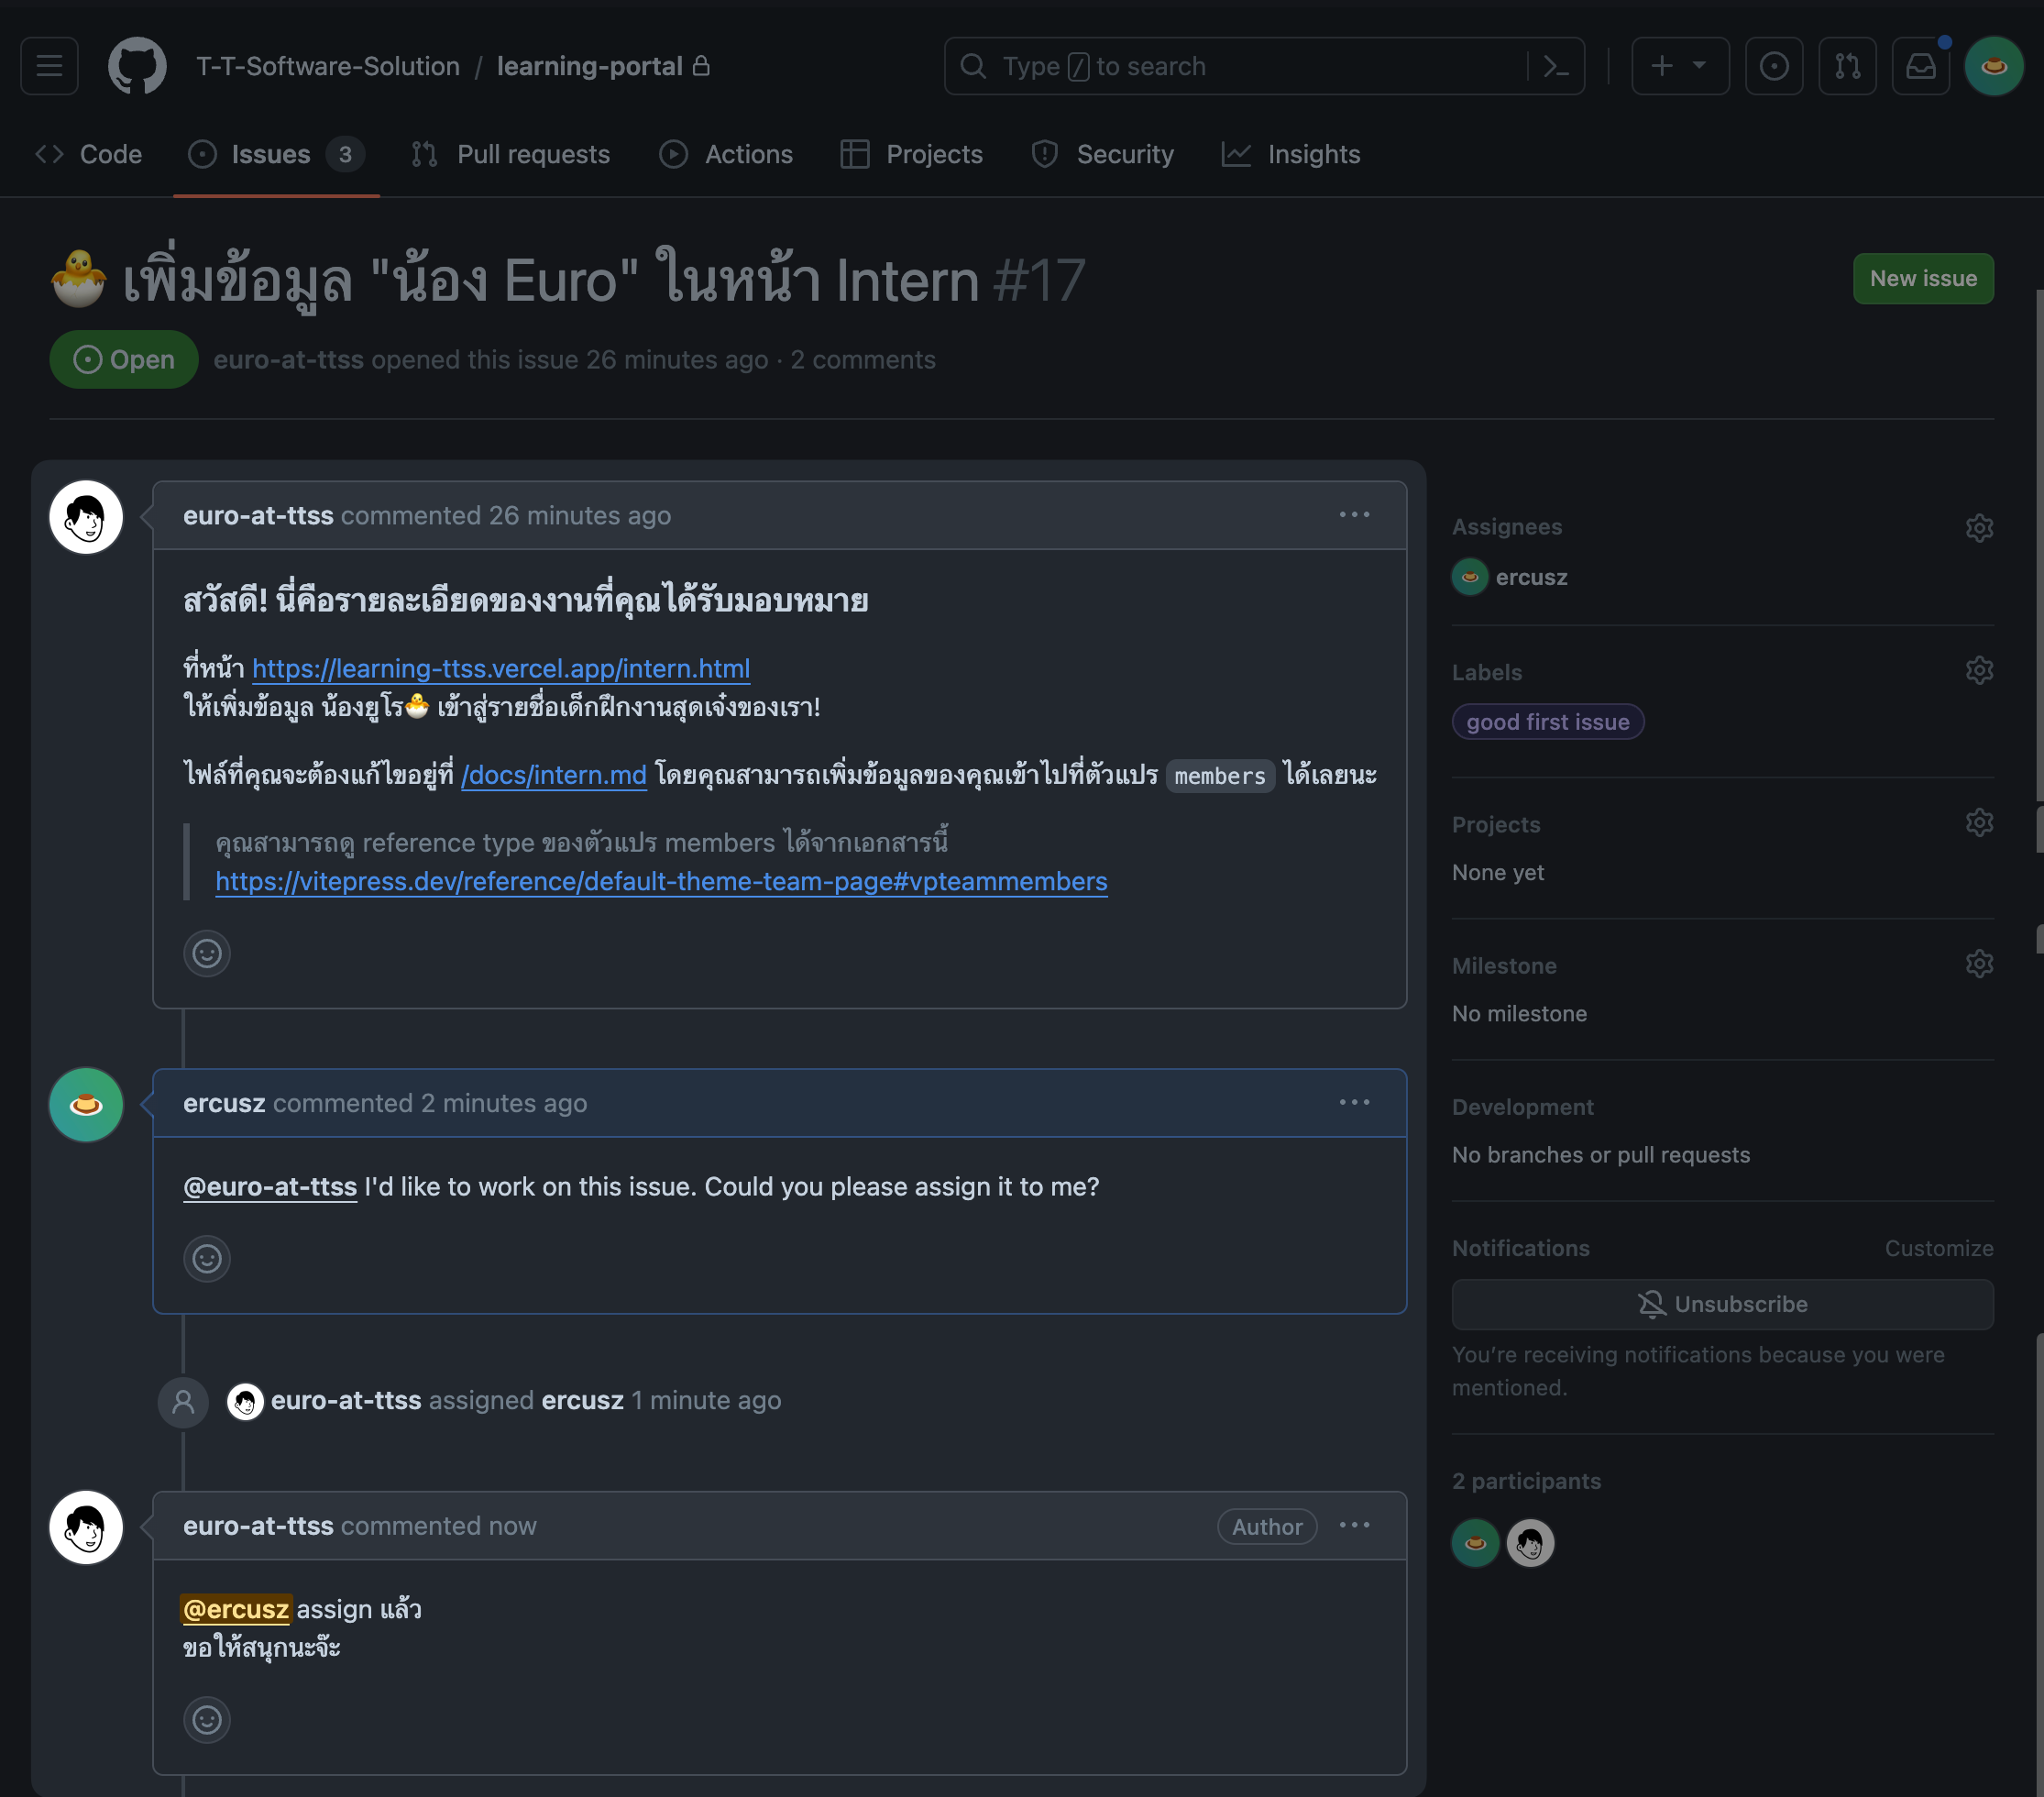 T-T-Software-Solution / learning-portal
Type / to search
Code
Issues 3
Pull requests
Actions
Projects
Security
Insights
🐣 เพิ่มข้อมูล "น้อง Euro" ในหน้า Intern #17
New issue
Open
euro-at-ttss opened this issue 26 minutes ago · 2 comments
euro-at-ttss commented 26 minutes ago
สวัสดี! นี่คือรายละเอียดของงานที่คุณได้รับมอบหมาย
ที่หน้า https://learning-ttss.vercel.app/intern.html
ให้เพิ่มข้อมูล น้องยูโร🐣 เข้าสู่รายชื่อเด็กฝึกงานสุดเจ๋งของเรา!
ไฟล์ที่คุณจะต้องแก้ไขอยู่ที่ /docs/intern.md โดยคุณสามารถเพิ่มข้อมูลของคุณเข้าไปที่ตัวแปร members ได้เลยนะ
คุณสามารถดู reference type ของตัวแปร members ได้จากเอกสารนี้
https://vitepress.dev/reference/default-theme-team-page#vpteammembers
ercusz commented 2 minutes ago
@euro-at-ttss I'd like to work on this issue. Could you please assign it to me?
euro-at-ttss assigned ercusz 1 minute ago
euro-at-ttss commented now
Author
@ercusz assign แล้ว
ขอให้สนุกนะจ๊ะ
Assignees
ercusz
Labels
good first issue
Projects
None yet
Milestone
No milestone
Development
No branches or pull requests
Notifications
Customize
Unsubscribe
You're receiving notifications because you were
mentioned.
2 participants